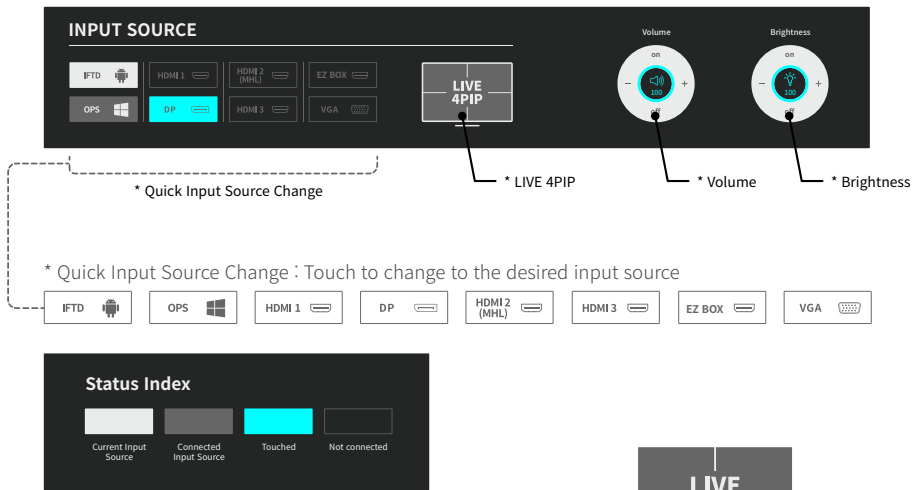 INPUT SOURCE
Volume
Brightness
on
on
IFTD
HDMI 1
HDMI 2
(MHL)
EZ BOX
LIVE
4PIP
−
+
−
+
100
100
OPS
DP
HDMI 3
VGA
off
off
* Quick Input Source Change
* LIVE 4PIP
* Volume
* Brightness
* Quick Input Source Change : Touch to change to the desired input source
IFTD
OPS
HDMI 1
DP
HDMI 2
(MHL)
HDMI 3
EZ BOX
VGA
Status Index
Current Input
Source
Connected
Input Source
Touched
Not connected
LIVE